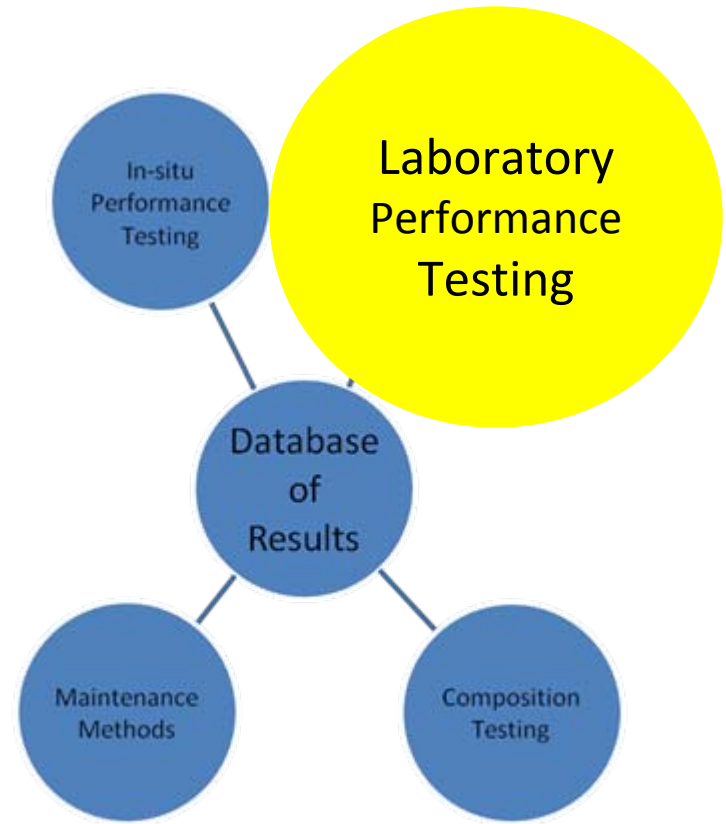 In-situ
Performance
Testing
Laboratory
Performance
Testing
Database
of
Results
Maintenance
Methods
Composition
Testing